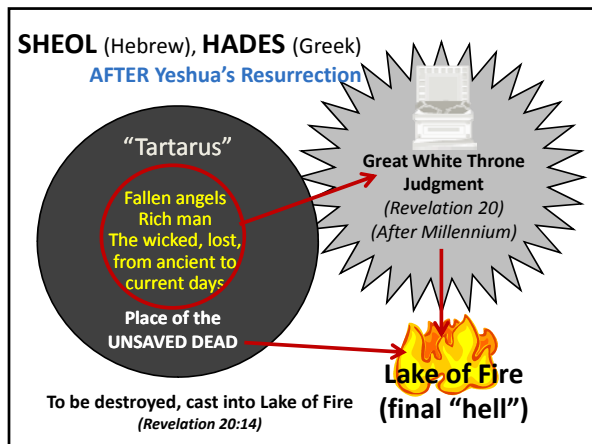 SHEOL (Hebrew), HADES (Greek)
AFTER Yeshua's Resurrection
“Tartarus”
Fallen angels
Rich man
The wicked, lost,
from ancient to
current days
Place of the
UNSAVED DEAD
Great White Throne
Judgment
(Revelation 20)
(After Millennium)
Lake of Fire
(final “hell”)
To be destroyed, cast into Lake of Fire
(Revelation 20:14)